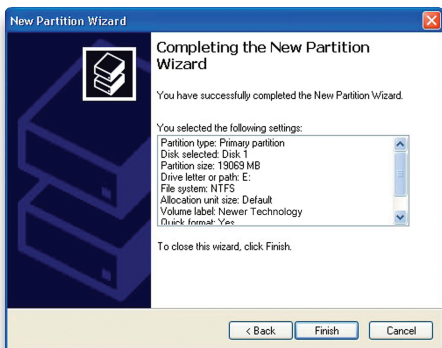 New Partition Wizard
Completing the New Partition
Wizard
You have successfully completed the New Partition Wizard.
You selected the following settings:
Partition type: Primary partition
Disk selected: Disk 1
Partition size: 19069 MB
Drive letter or path: E:
File system: NTFS
Allocation unit size: Default
Volume label: Newer Technology
Quick format: Yes
To close this wizard, click Finish.
< Back
Finish
Cancel